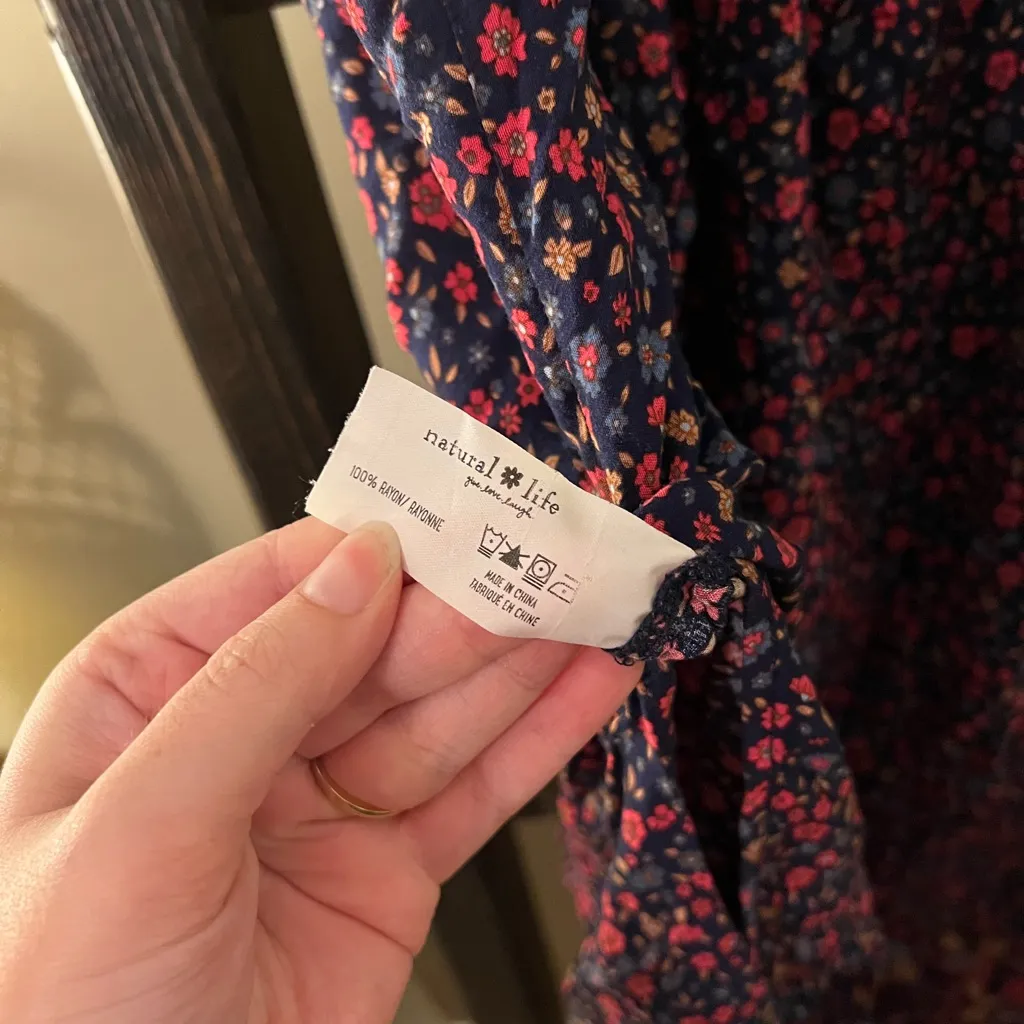 natural life
give. love. laugh.
100% RAYON/ RAYONNE
MADE IN CHINA
FABRIQUÉ EN CHINE